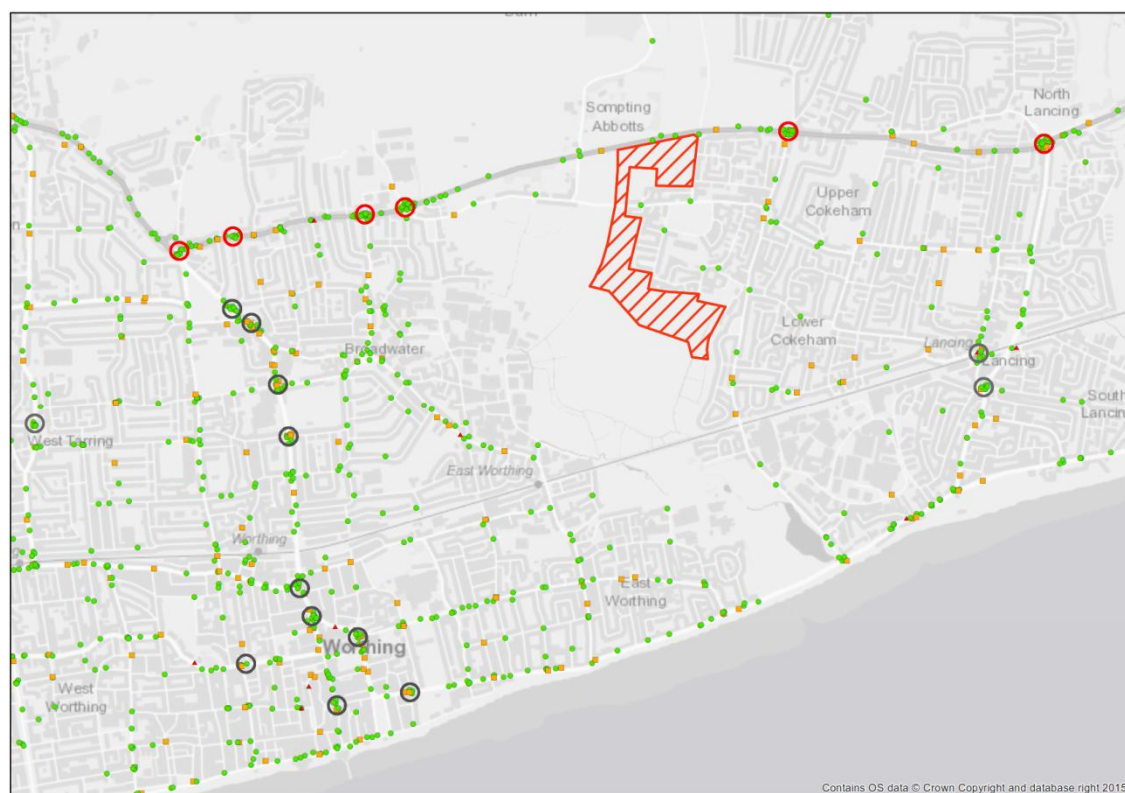 Sompting
Abbotts
North
Lancing
Upper
Cokeham
Broadwater
Lower
Cokeham
Lancing
Lancing
West Tarring
South
East Worthing
Worthing
East
Worthing
Worthing
West
Worthing
Contains OS data © Crown Copyright and database right 2015